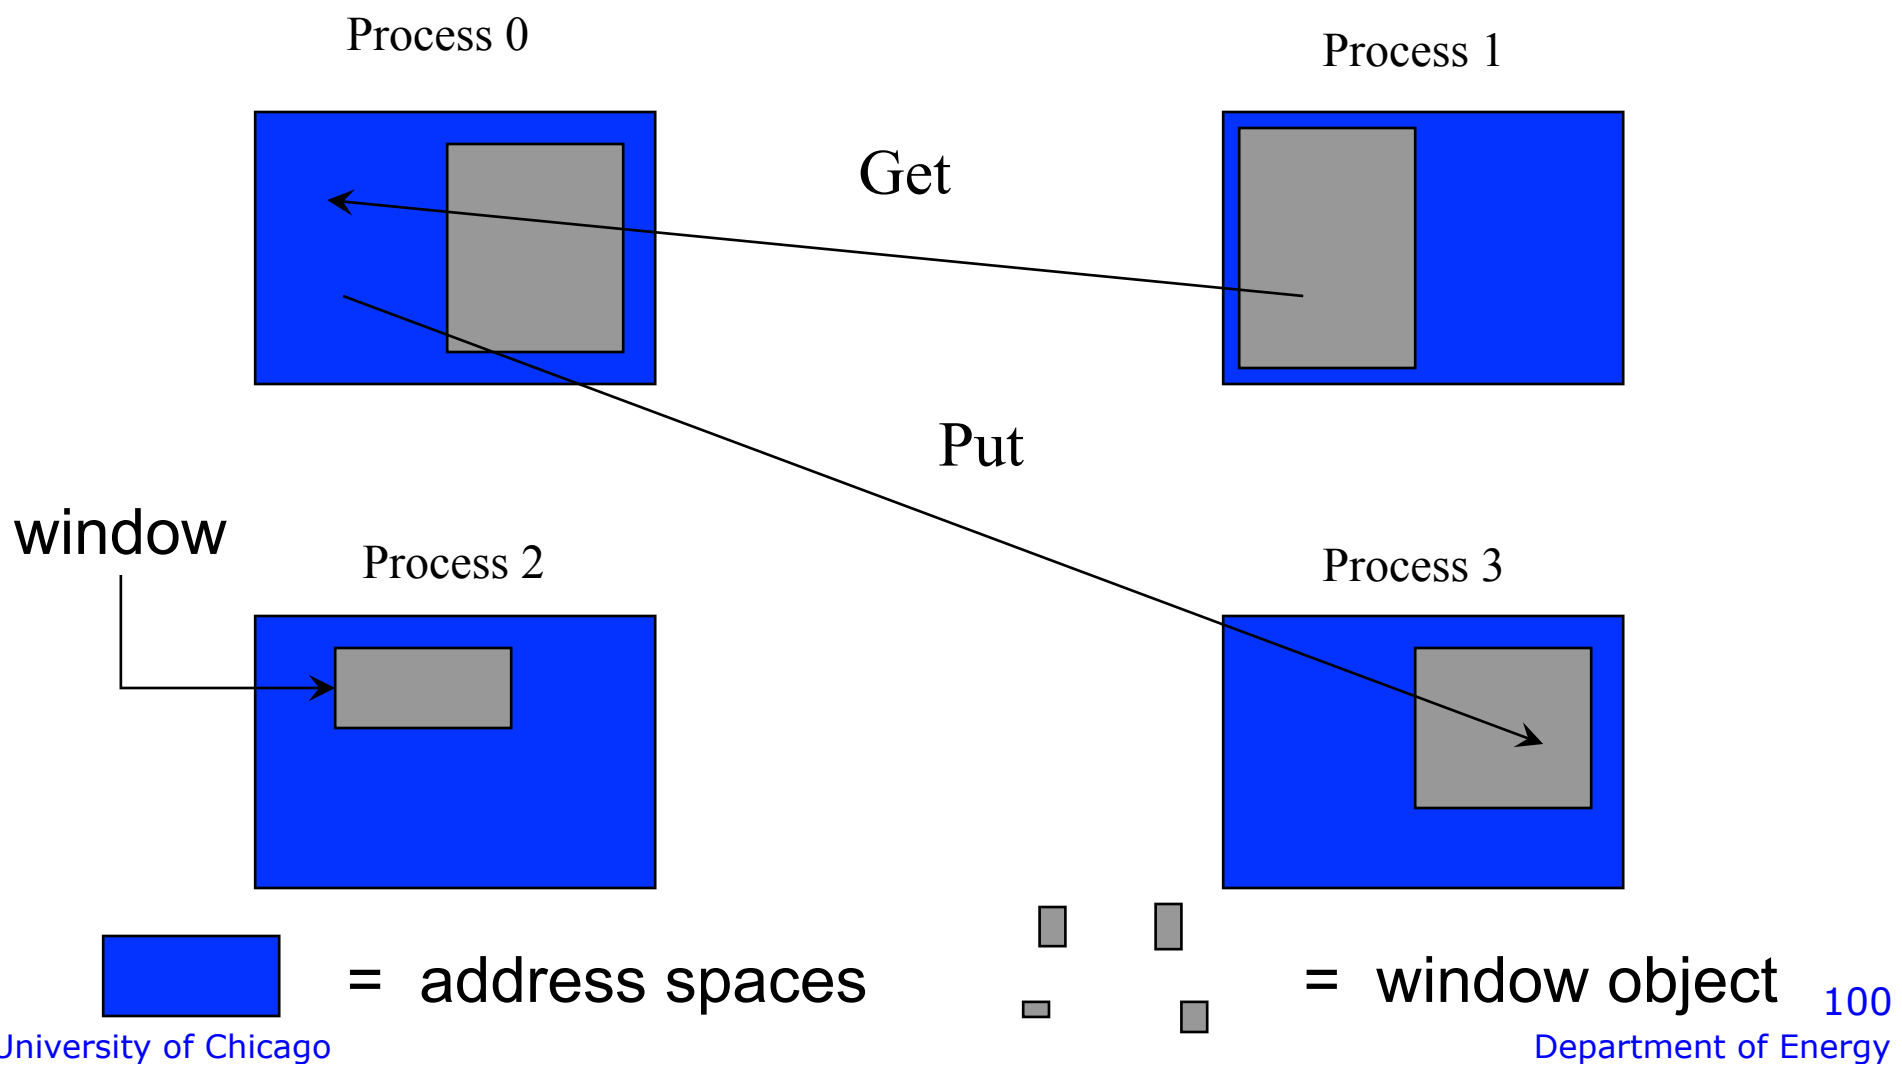 Process 0
Process 1
Get
Put
window
Process 2
Process 3
= address spaces
= window object
100
University of Chicago
Department of Energy